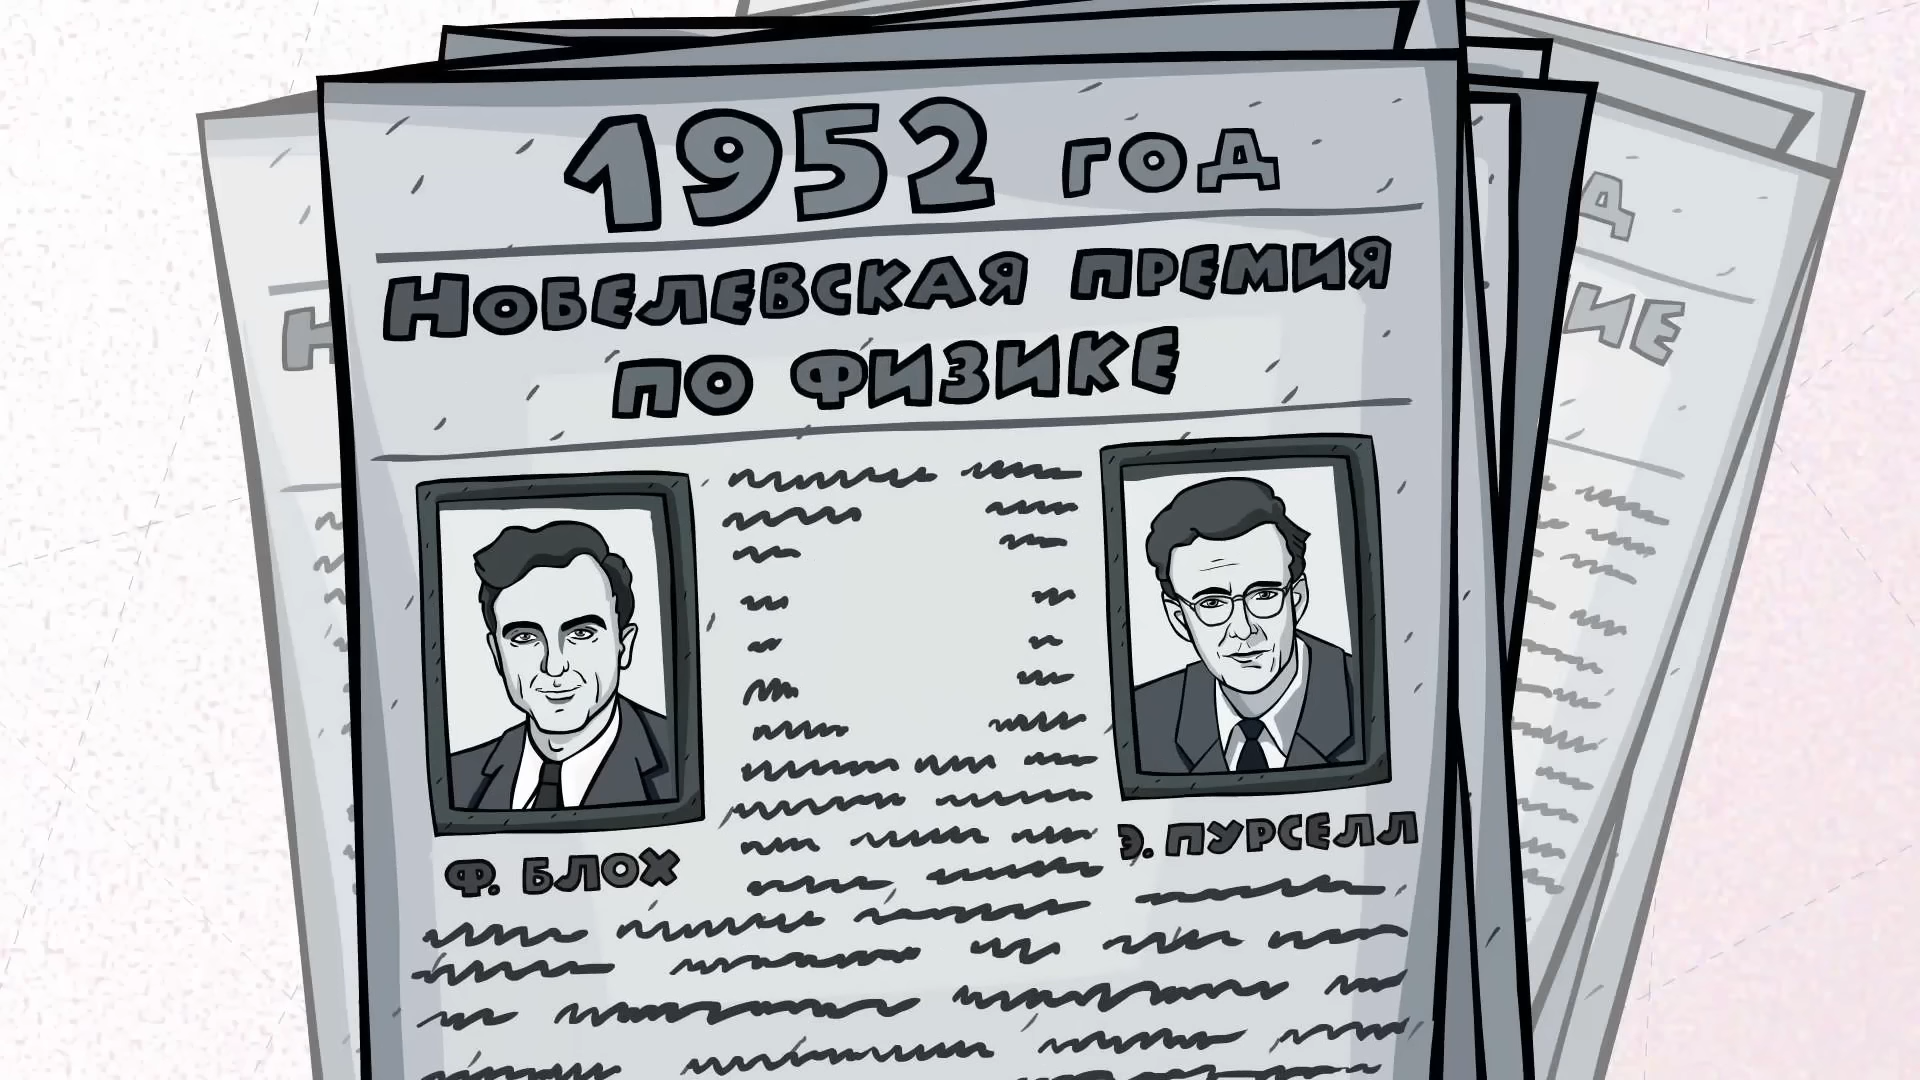 1952 год
Нобелевская премия
по физике
Ф. Блох
Э. Пурселл